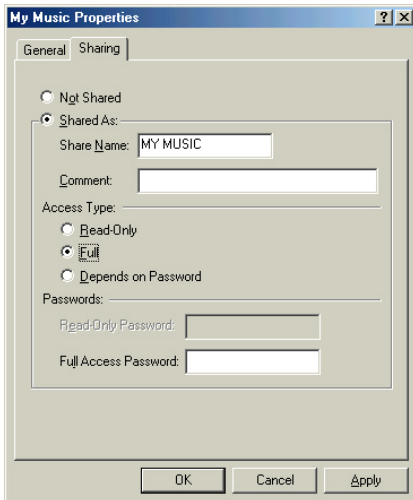 My Music Properties
General Sharing
Not Shared
Shared As:
Share Name: MY MUSIC
Comment:
Access Type:
Read-Only
Full
Depends on Password
Passwords:
Read-Only Password:
Full Access Password:
OK Cancel Apply